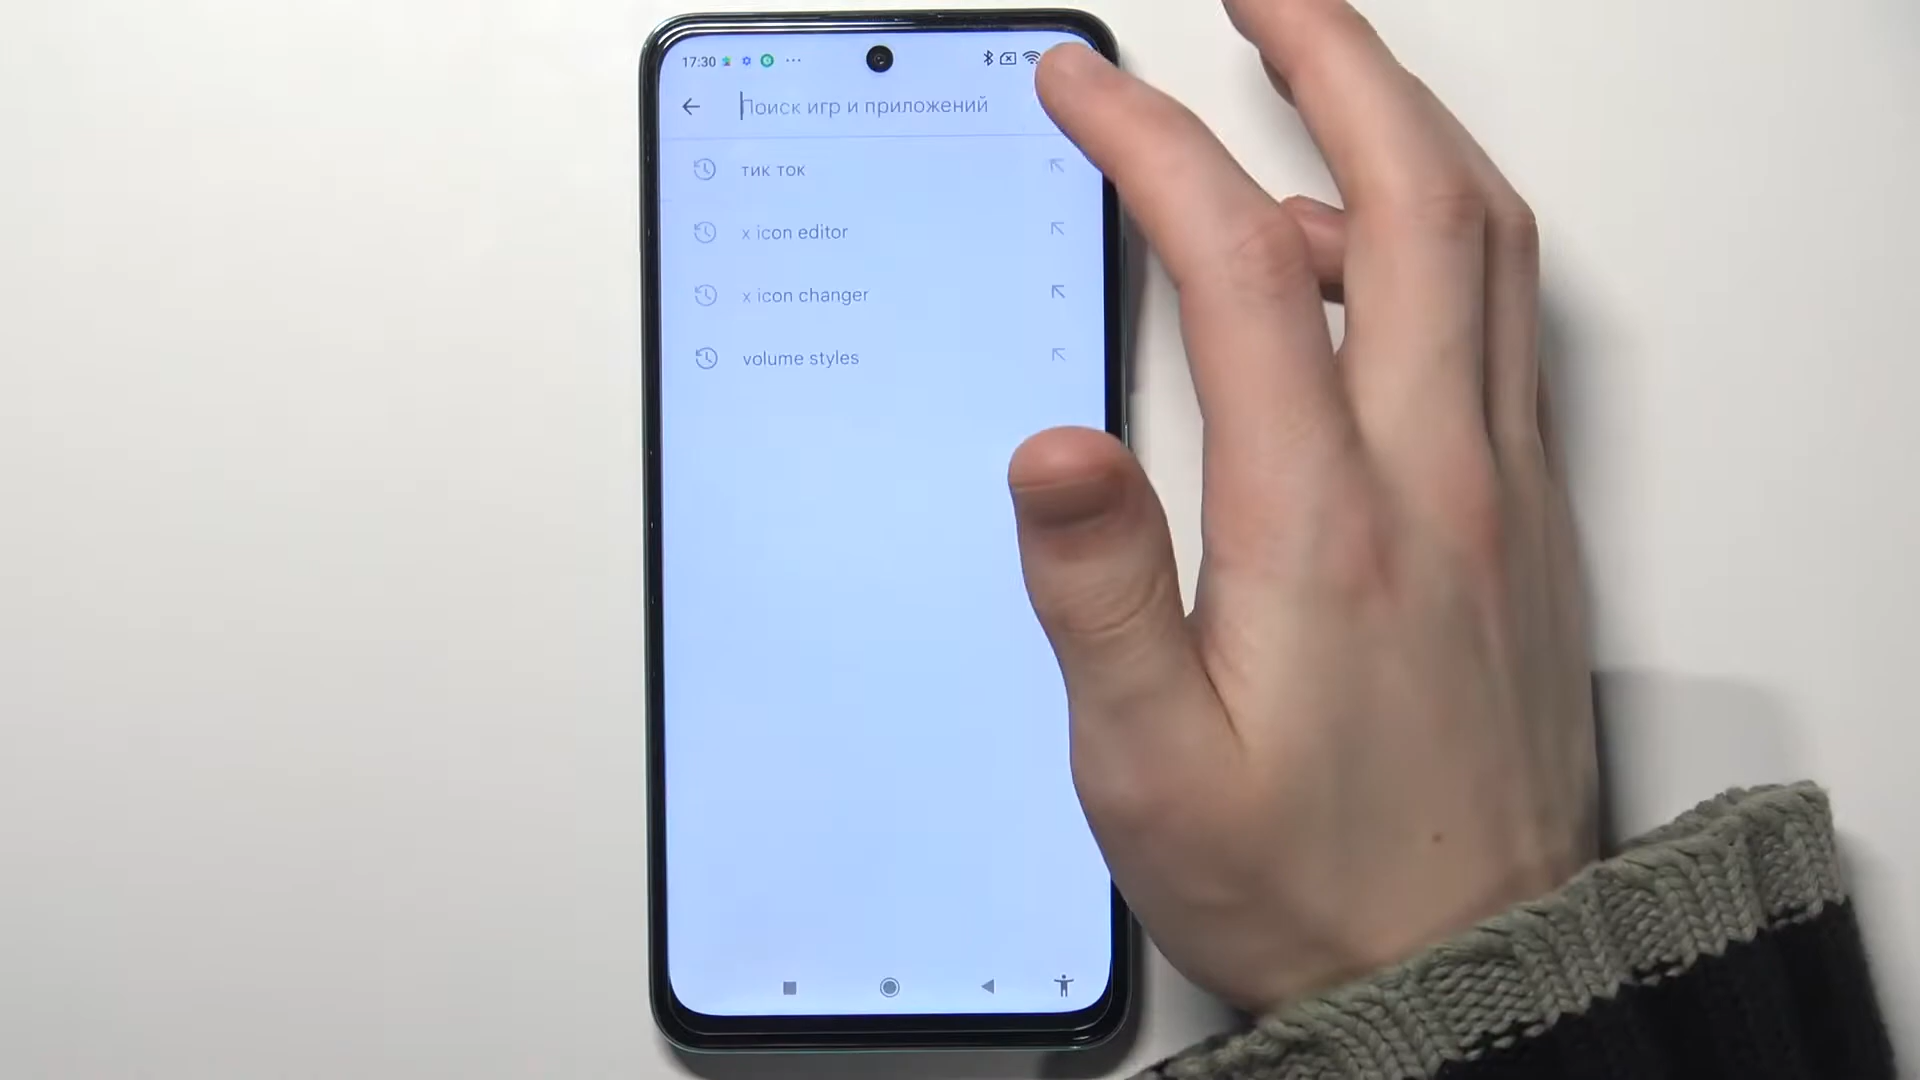 17:30
Поиск игр и приложений
тик ток
x icon editor
x icon changer
volume styles